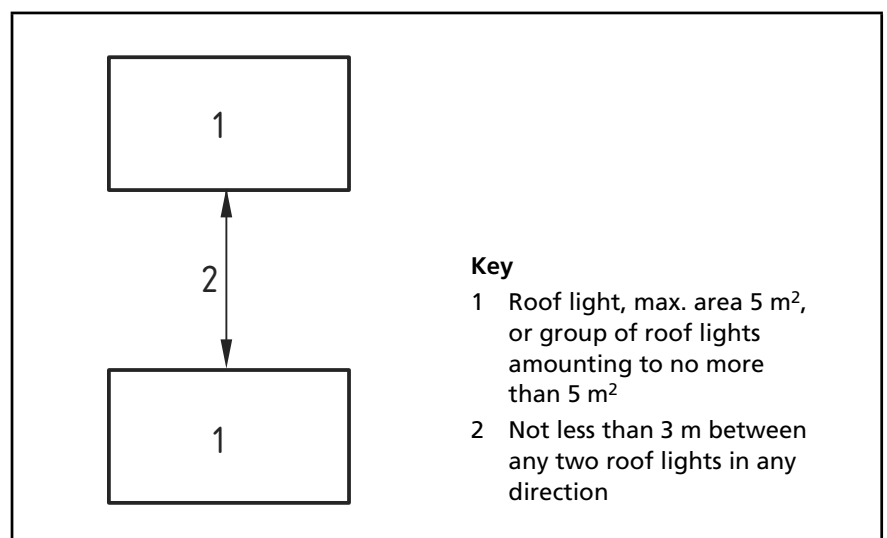 1
2
1
Key
1 Roof light, max. area 5 m²,
or group of roof lights
amounting to no more
than 5 m²
2 Not less than 3 m between
any two roof lights in any
direction